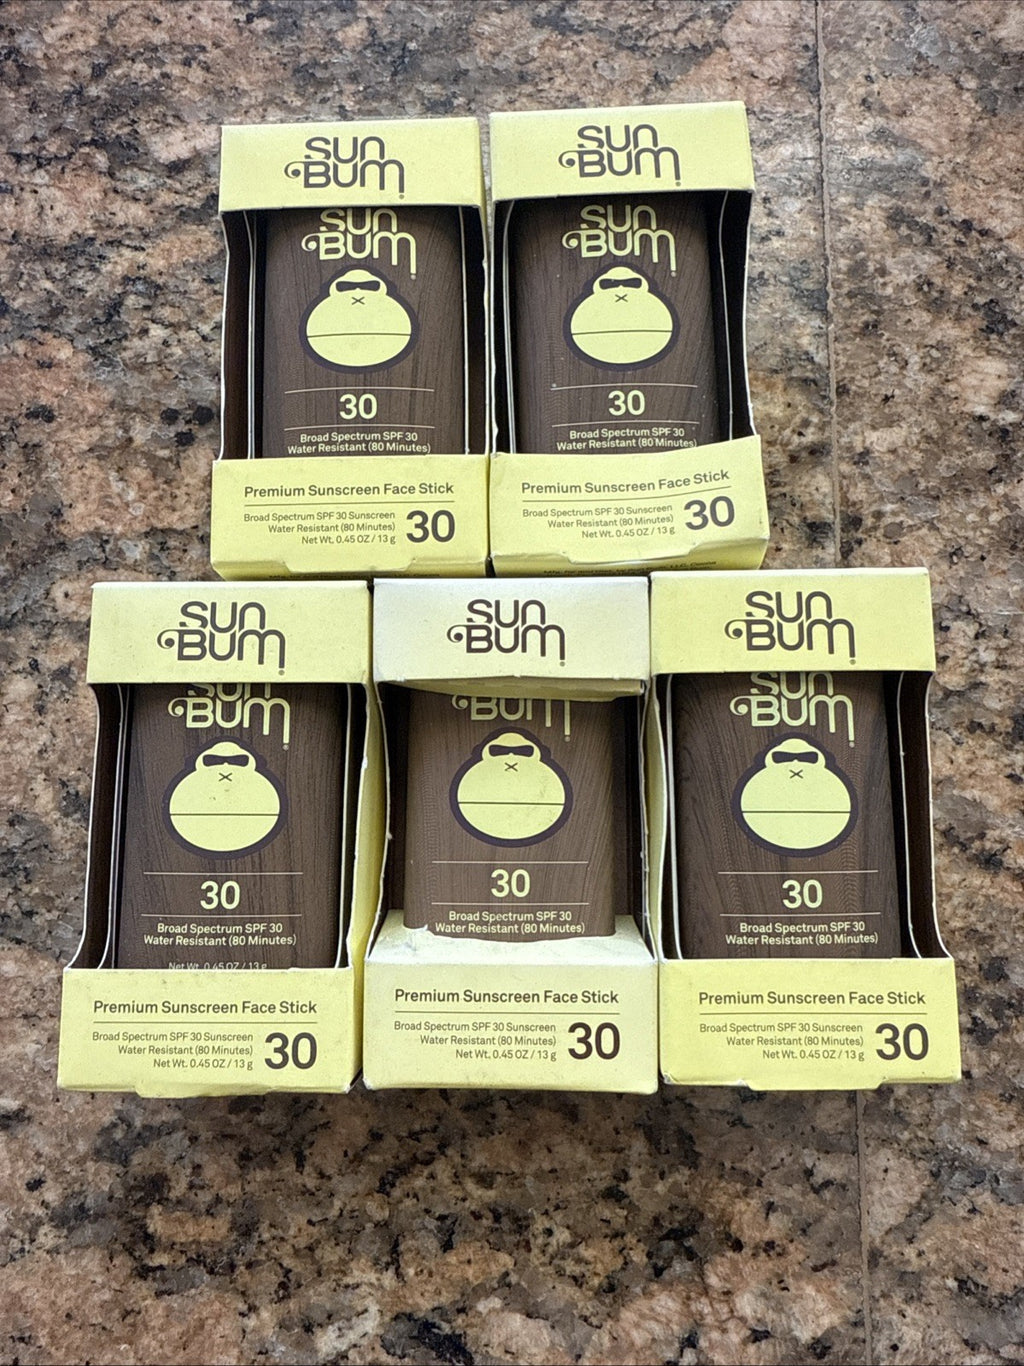 SUN
BUM
SUN
BUM
30
Broad Spectrum SPF 30
Water Resistant (80 Minutes)
Premium Sunscreen Face Stick
Broad Spectrum SPF 30 Sunscreen
Water Resistant (80 Minutes)
Net Wt. 0.45 OZ / 13 g
30
SUN
BUM
SUN
BUM
30
Broad Spectrum SPF 30
Water Resistant (80 Minutes)
Premium Sunscreen Face Stick
Broad Spectrum SPF 30 Sunscreen
Water Resistant (80 Minutes)
Net Wt. 0.45 OZ / 13 g
30
SUN
BUM
SUN
BUM
30
Broad Spectrum SPF 30
Water Resistant (80 Minutes)
Net Wt. 0.45 OZ / 13 g
Premium Sunscreen Face Stick
Broad Spectrum SPF 30 Sunscreen
Water Resistant (80 Minutes)
Net Wt. 0.45 OZ / 13 g
30
SUN
BUM
BUM
30
Broad Spectrum SPF 30
Water Resistant (80 Minutes)
Premium Sunscreen Face Stick
Broad Spectrum SPF 30 Sunscreen
Water Resistant (80 Minutes)
Net Wt. 0.45 OZ / 13 g
30
SUN
BUM
SUN
BUM
30
Broad Spectrum SPF 30
Water Resistant (80 Minutes)
Premium Sunscreen Face Stick
Broad Spectrum SPF 30 Sunscreen
Water Resistant (80 Minutes)
Net Wt. 0.45 OZ / 13 g
30